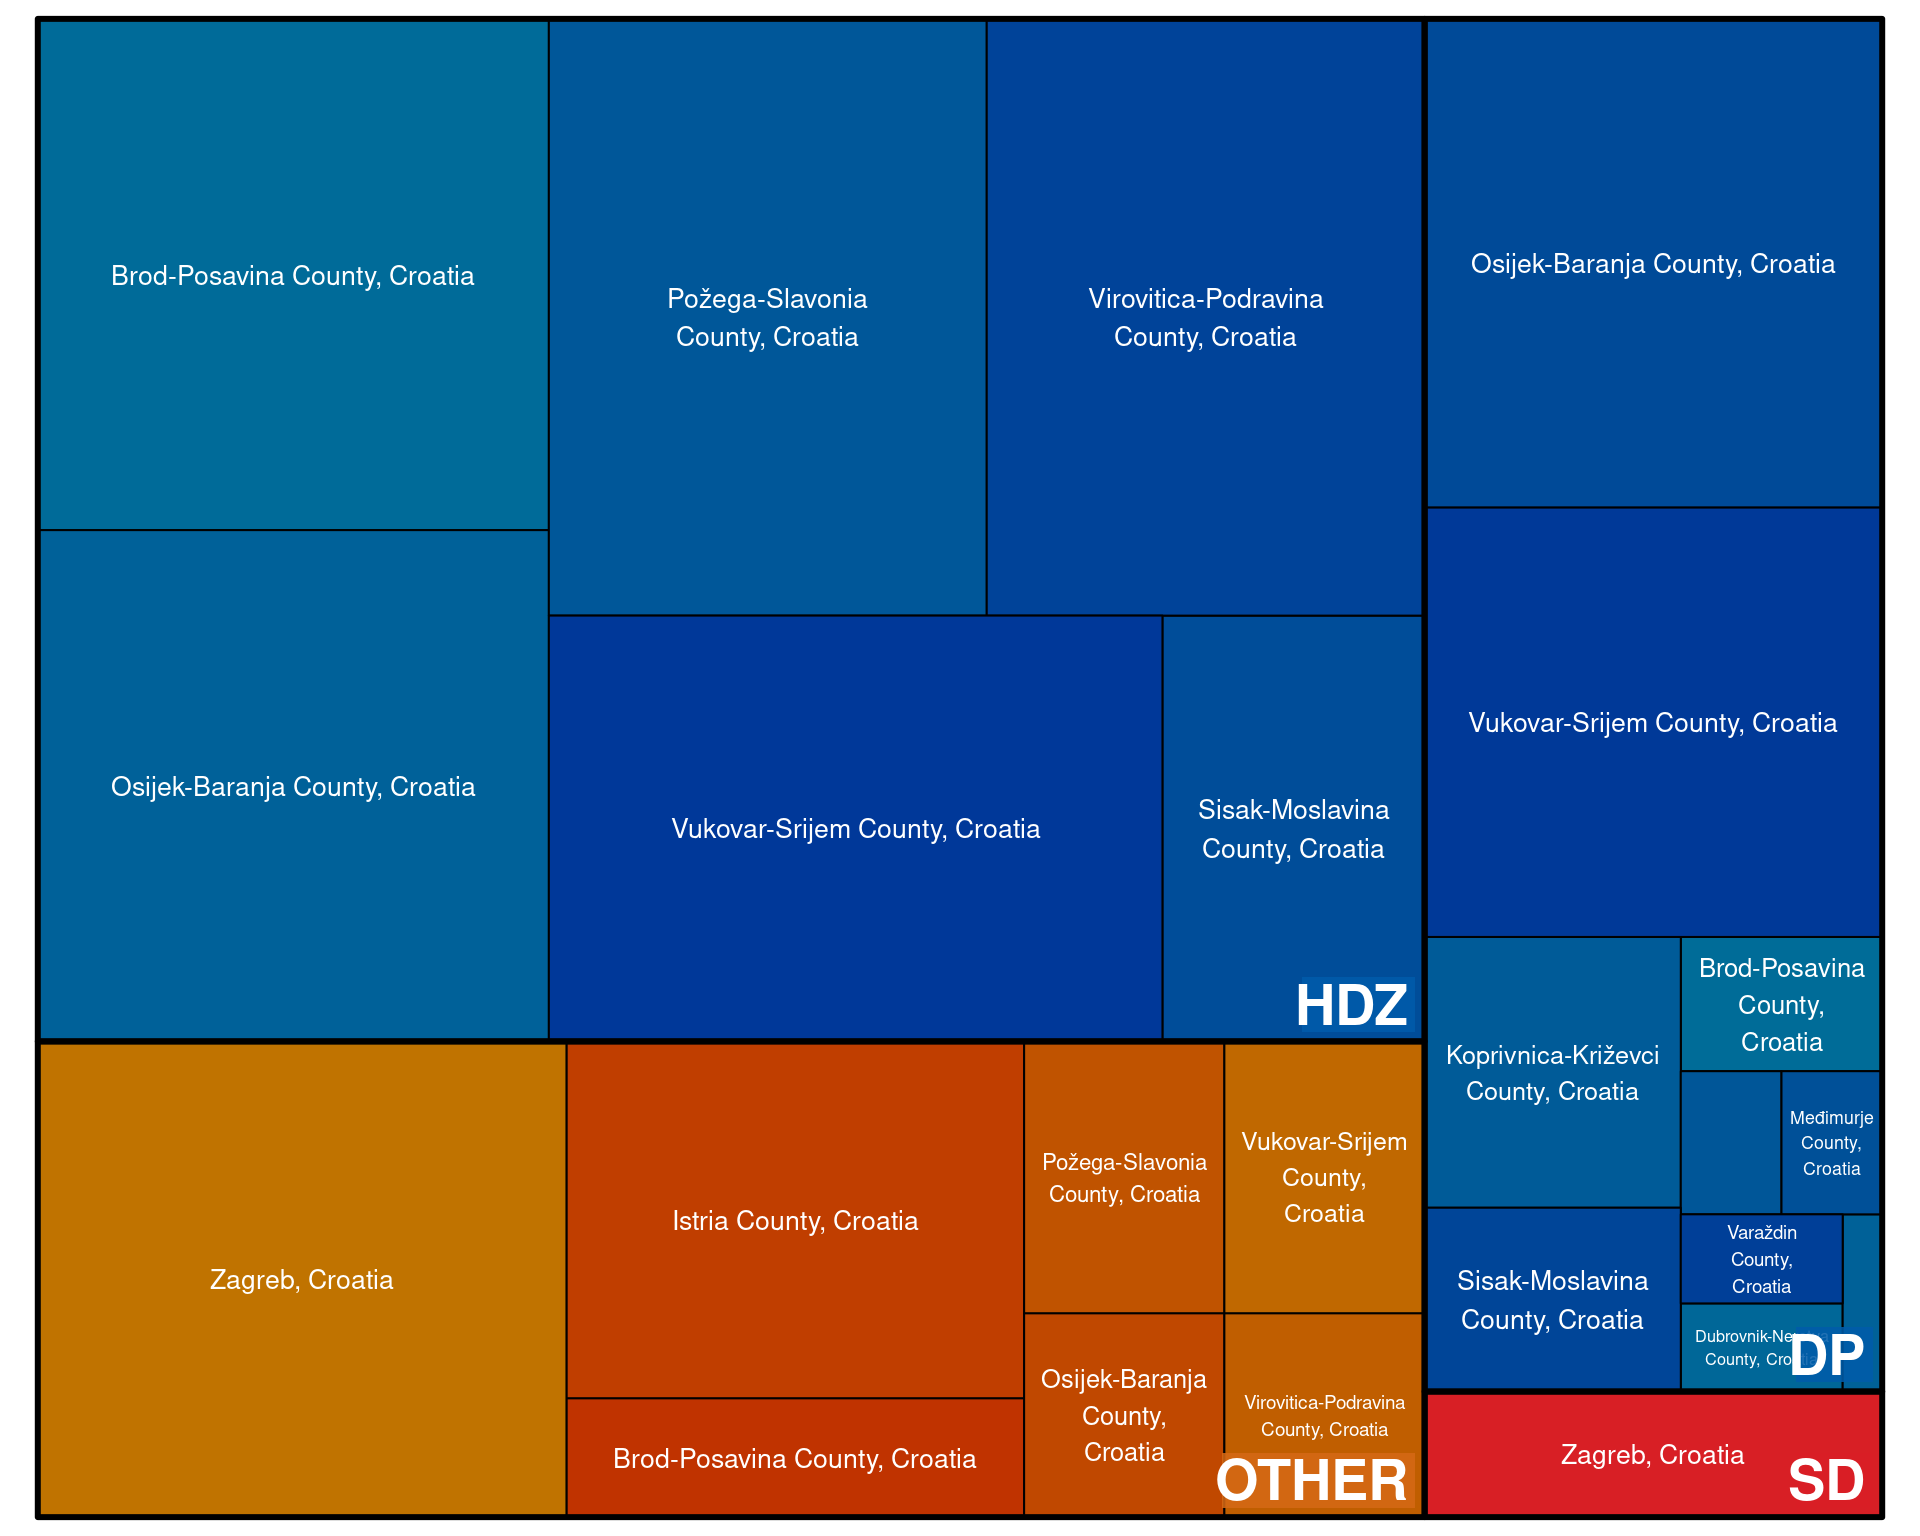 Brod-Posavina County, Croatia
Osijek-Baranja County, Croatia
Požega-Slavonia
County, Croatia
Virovitica-Podravina
County, Croatia
Vukovar-Srijem County, Croatia
Sisak-Moslavina
County, Croatia
HDZ
Zagreb, Croatia
Istria County, Croatia
Brod-Posavina County, Croatia
Požega-Slavonia
County, Croatia
Vukovar-Srijem
County,
Croatia
Osijek-Baranja
County,
Croatia
Virovitica-Podravina
County, Croatia
OTHER
Osijek-Baranja County, Croatia
Vukovar-Srijem County, Croatia
Koprivnica-Križevci
County, Croatia
Brod-Posavina
County,
Croatia
Međimurje
County,
Croatia
Sisak-Moslavina
County, Croatia
Varaždin
County,
Croatia
County,
DP
Zagreb, Croatia
SD